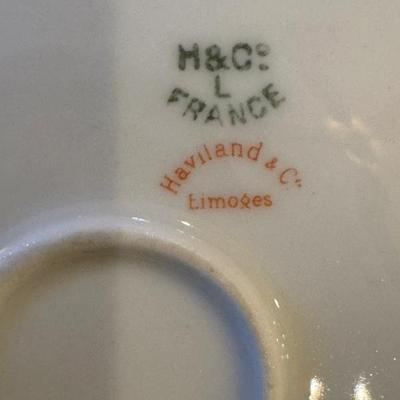 H&Cº
L
FRANCE
Haviland & Cº
Limoges